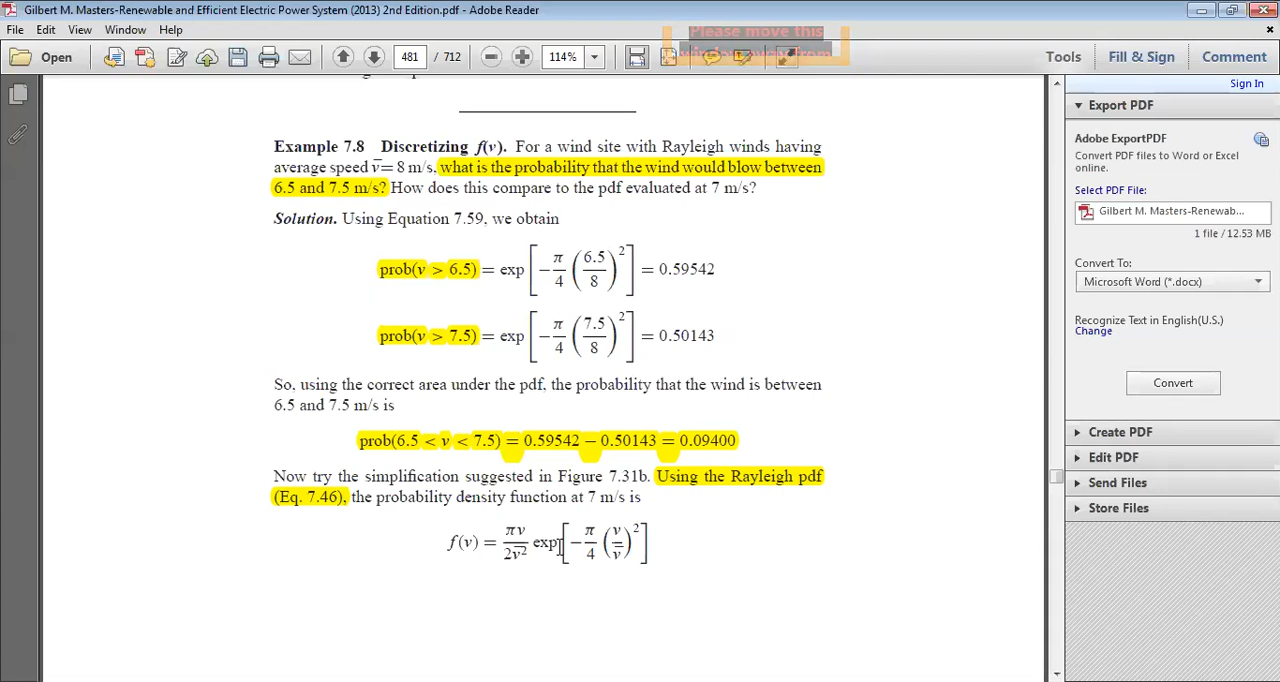 Gilbert M. Masters-Renewable and Efficient Electric Power System (2013) 2nd Edition.pdf - Adobe Reader
File Edit View Window Help
Please move this
Open 481 / 712 114% Tools Fill & Sign Comment
Sign In
Export PDF
Adobe ExportPDF
Convert PDF files to Word or Excel
online.
Select PDF File:
Gilbert M. Masters-Renewab...
1 file / 12.53 MB
Convert To:
Microsoft Word (*.docx)
Recognize Text in English(U.S.)
Change
Convert
Create PDF
Edit PDF
Send Files
Store Files
Example 7.8 Discretizing f(v). For a wind site with Rayleigh winds having
average speed v̅= 8 m/s, what is the probability that the wind would blow between
6.5 and 7.5 m/s? How does this compare to the pdf evaluated at 7 m/s?
Solution. Using Equation 7.59, we obtain
prob(v > 6.5) = exp[−π/4 (6.5/8)²] = 0.59542
prob(v > 7.5) = exp[−π/4 (7.5/8)²] = 0.50143
So, using the correct area under the pdf, the probability that the wind is between
6.5 and 7.5 m/s is
prob(6.5 < v < 7.5) = 0.59542 − 0.50143 = 0.09400
Now try the simplification suggested in Figure 7.31b. Using the Rayleigh pdf
(Eq. 7.46), the probability density function at 7 m/s is
f(v) = πv/2v̅² exp[−π/4 (v/v̅)²]